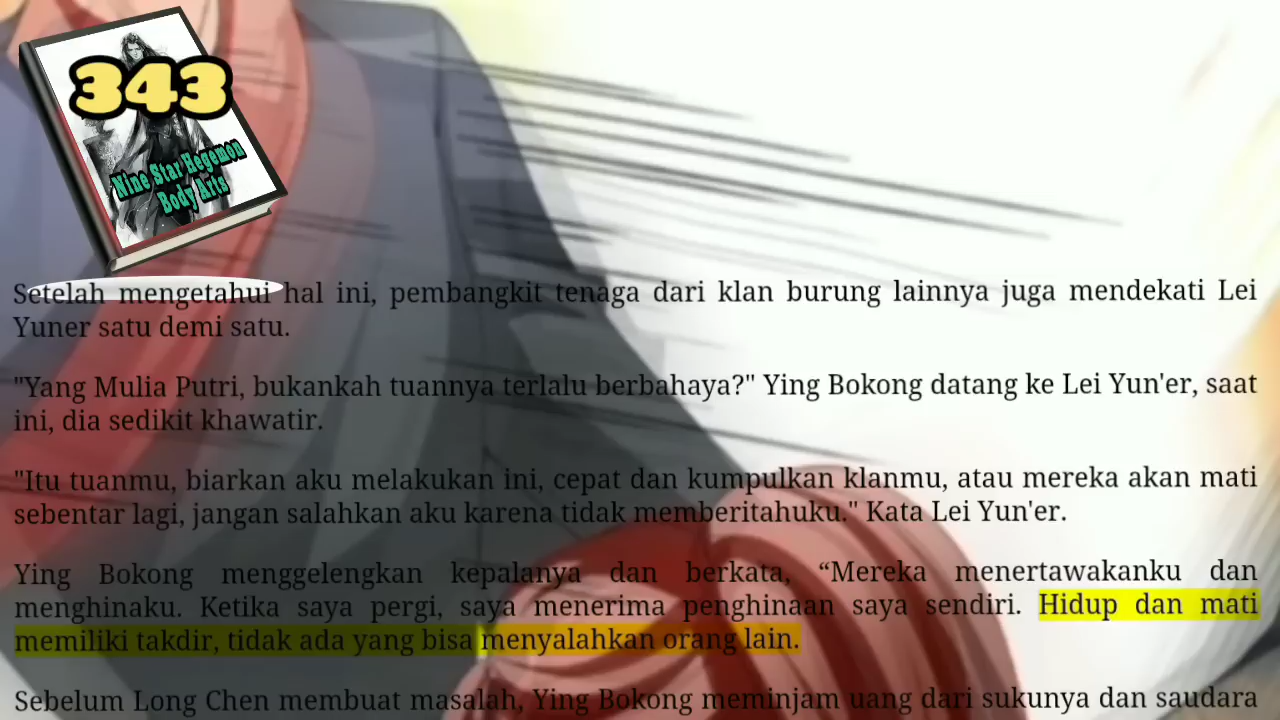 343
Nine Star Hegemon
Body Arts
Setelah mengetahui hal ini, pembangkit tenaga dari klan burung lainnya juga mendekati Lei
Yuner satu demi satu.
"Yang Mulia Putri, bukankah tuannya terlalu berbahaya?" Ying Bokong datang ke Lei Yun'er, saat
ini, dia sedikit khawatir.
"Itu tuanmu, biarkan aku melakukan ini, cepat dan kumpulkan klanmu, atau mereka akan mati
sebentar lagi, jangan salahkan aku karena tidak memberitahuku." Kata Lei Yun'er.
Ying Bokong menggelengkan kepalanya dan berkata, “Mereka menertawakanku dan
menghinaku. Ketika saya pergi, saya menerima penghinaan saya sendiri. Hidup dan mati
memiliki takdir, tidak ada yang bisa menyalahkan orang lain.
Sebelum Long Chen membuat masalah, Ying Bokong meminjam uang dari sukunya dan saudara